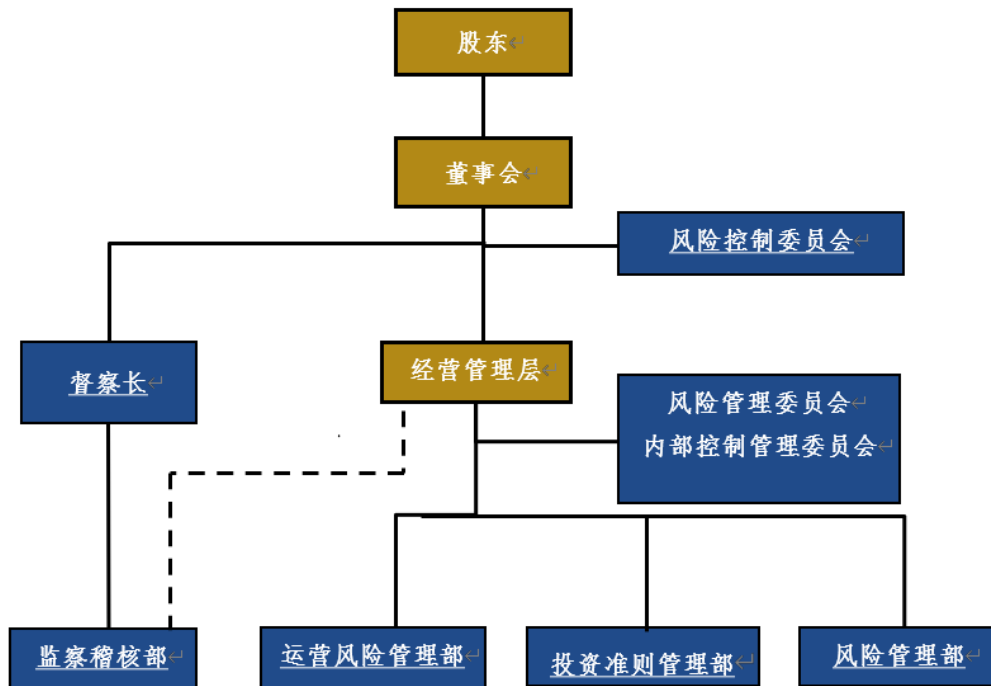 股东
董事会
风险控制委员会
督察长
经营管理层
风险管理委员会
内部控制管理委员会
监察稽核部
运营风险管理部
投资准则管理部
风险管理部